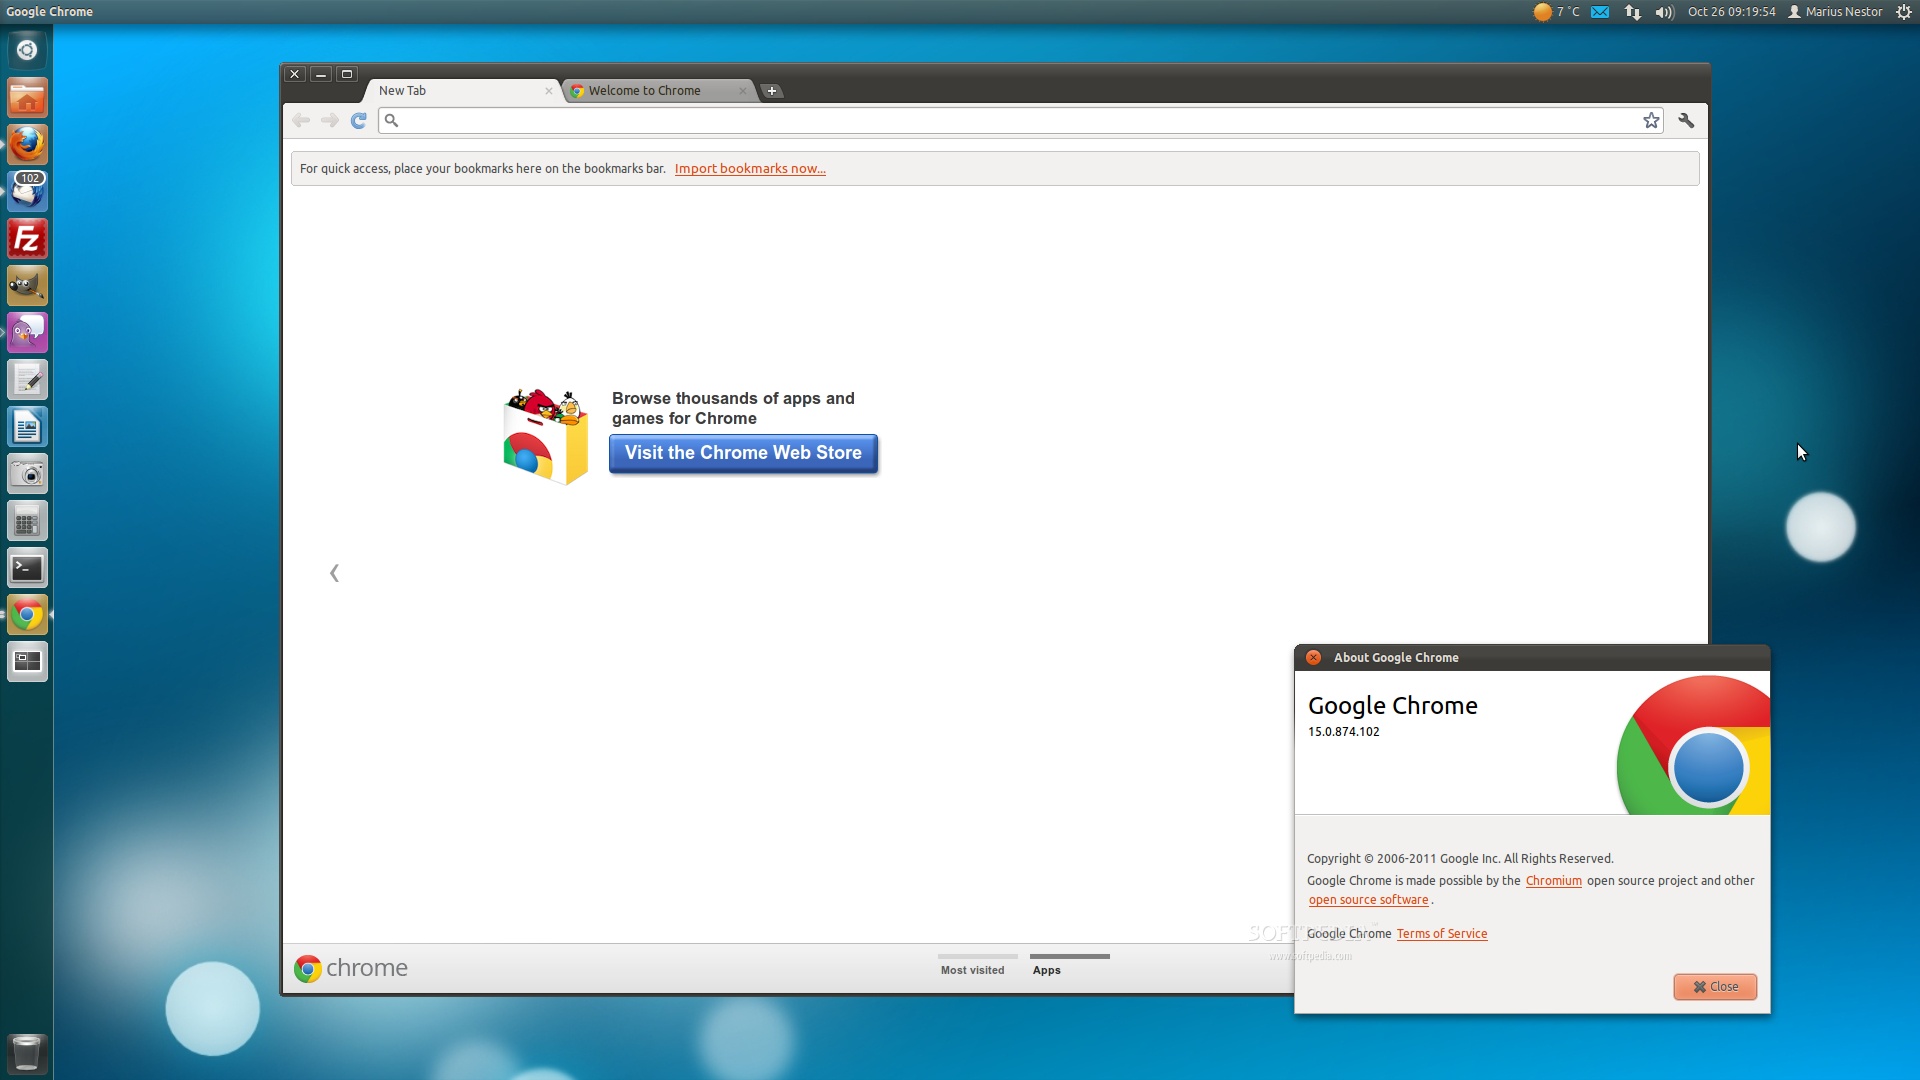 Google Chrome
7 °C
Oct 26 09:19:54
Marius Nestor
New Tab
Welcome to Chrome
For quick access, place your bookmarks here on the bookmarks bar. Import bookmarks now...
102
Fz
Browse thousands of apps and
games for Chrome
Visit the Chrome Web Store
About Google Chrome
Google Chrome
15.0.874.102
Copyright © 2006-2011 Google Inc. All Rights Reserved.
Google Chrome is made possible by the Chromium open source project and other
open source software.
Google Chrome Terms of Service
SOFTPEDIA
www.softpedia.com
Close
chrome
Most visited
Apps